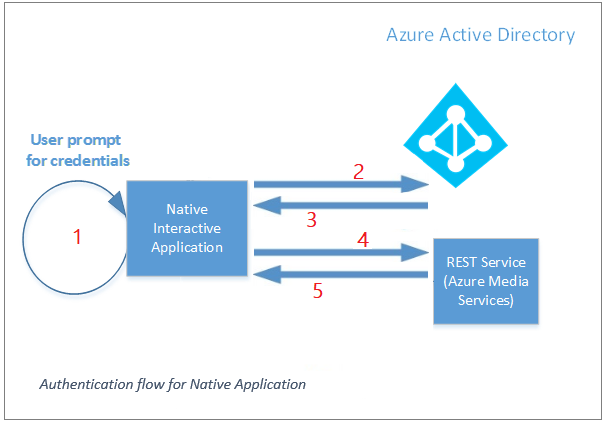 Azure Active Directory
User prompt
for credentials
1
Native
Interactive
Application
2
3
4
5
REST Service
(Azure Media
Services)
Authentication flow for Native Application